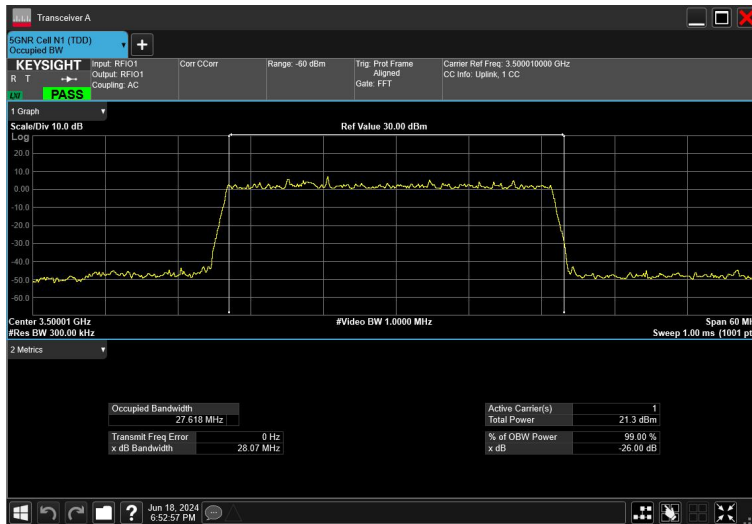 Transceiver A
5GNR Cell N1 (TDD)
Occupied BW
KEYSIGHT
R T
LXI
PASS
Input: RFIO1
Output: RFIO1
Coupling: AC
Corr CCorr
Range: -60 dBm
Trig: Prot Frame
Aligned
Gate: FFT
Carrier Ref Freq: 3.500010000 GHz
CC Info: Uplink, 1 CC
1 Graph
Scale/Div 10.0 dB
Ref Value 30.00 dBm
Log
20.0
10.0
0.00
-10.0
-20.0
-30.0
-40.0
-50.0
-60.0
Center 3.50001 GHz
#Video BW 1.0000 MHz
Span 60
#Res BW 300.00 kHz
Sweep 1.00 ms (1001
2 Metrics
Occupied Bandwidth
27.618 MHz
Transmit Freq Error 0 Hz
x dB Bandwidth 28.07 MHz
Active Carrier(s) 1
Total Power 21.3 dBm
% of OBW Power 99.00 %
x dB -26.00 dB
?
Jun 18, 2024
6:52:57 PM